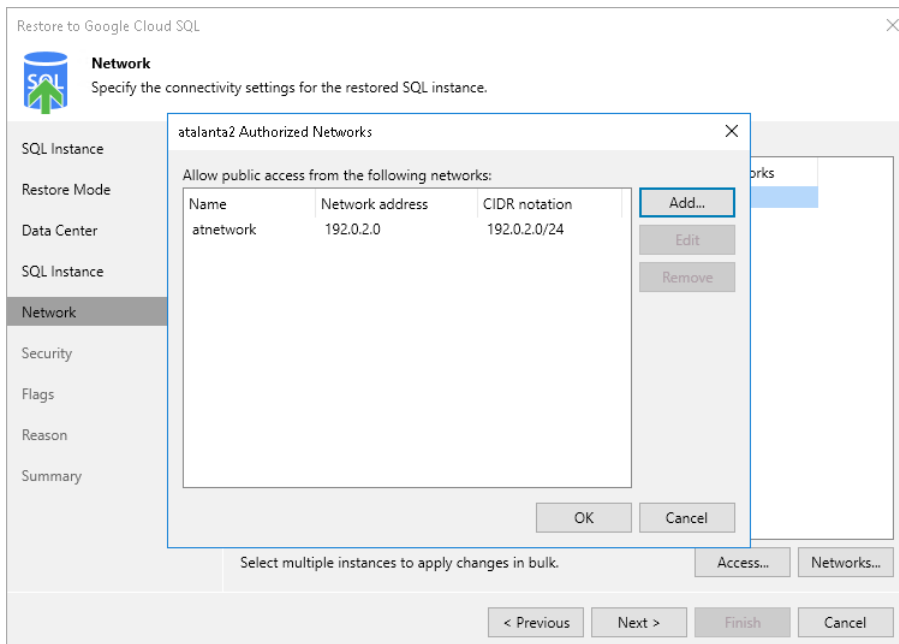 Restore to Google Cloud SQL
SQL
Network
Specify the connectivity settings for the restored SQL instance.
SQL Instance
Restore Mode
Data Center
SQL Instance
Network
Security
Flags
Reason
Summary
atalanta2 Authorized Networks
Allow public access from the following networks:
Name Network address CIDR notation
atnetwork 192.0.2.0 192.0.2.0/24
Add...
Edit
Remove
OK Cancel
Select multiple instances to apply changes in bulk. Access... Networks...
< Previous Next > Finish Cancel